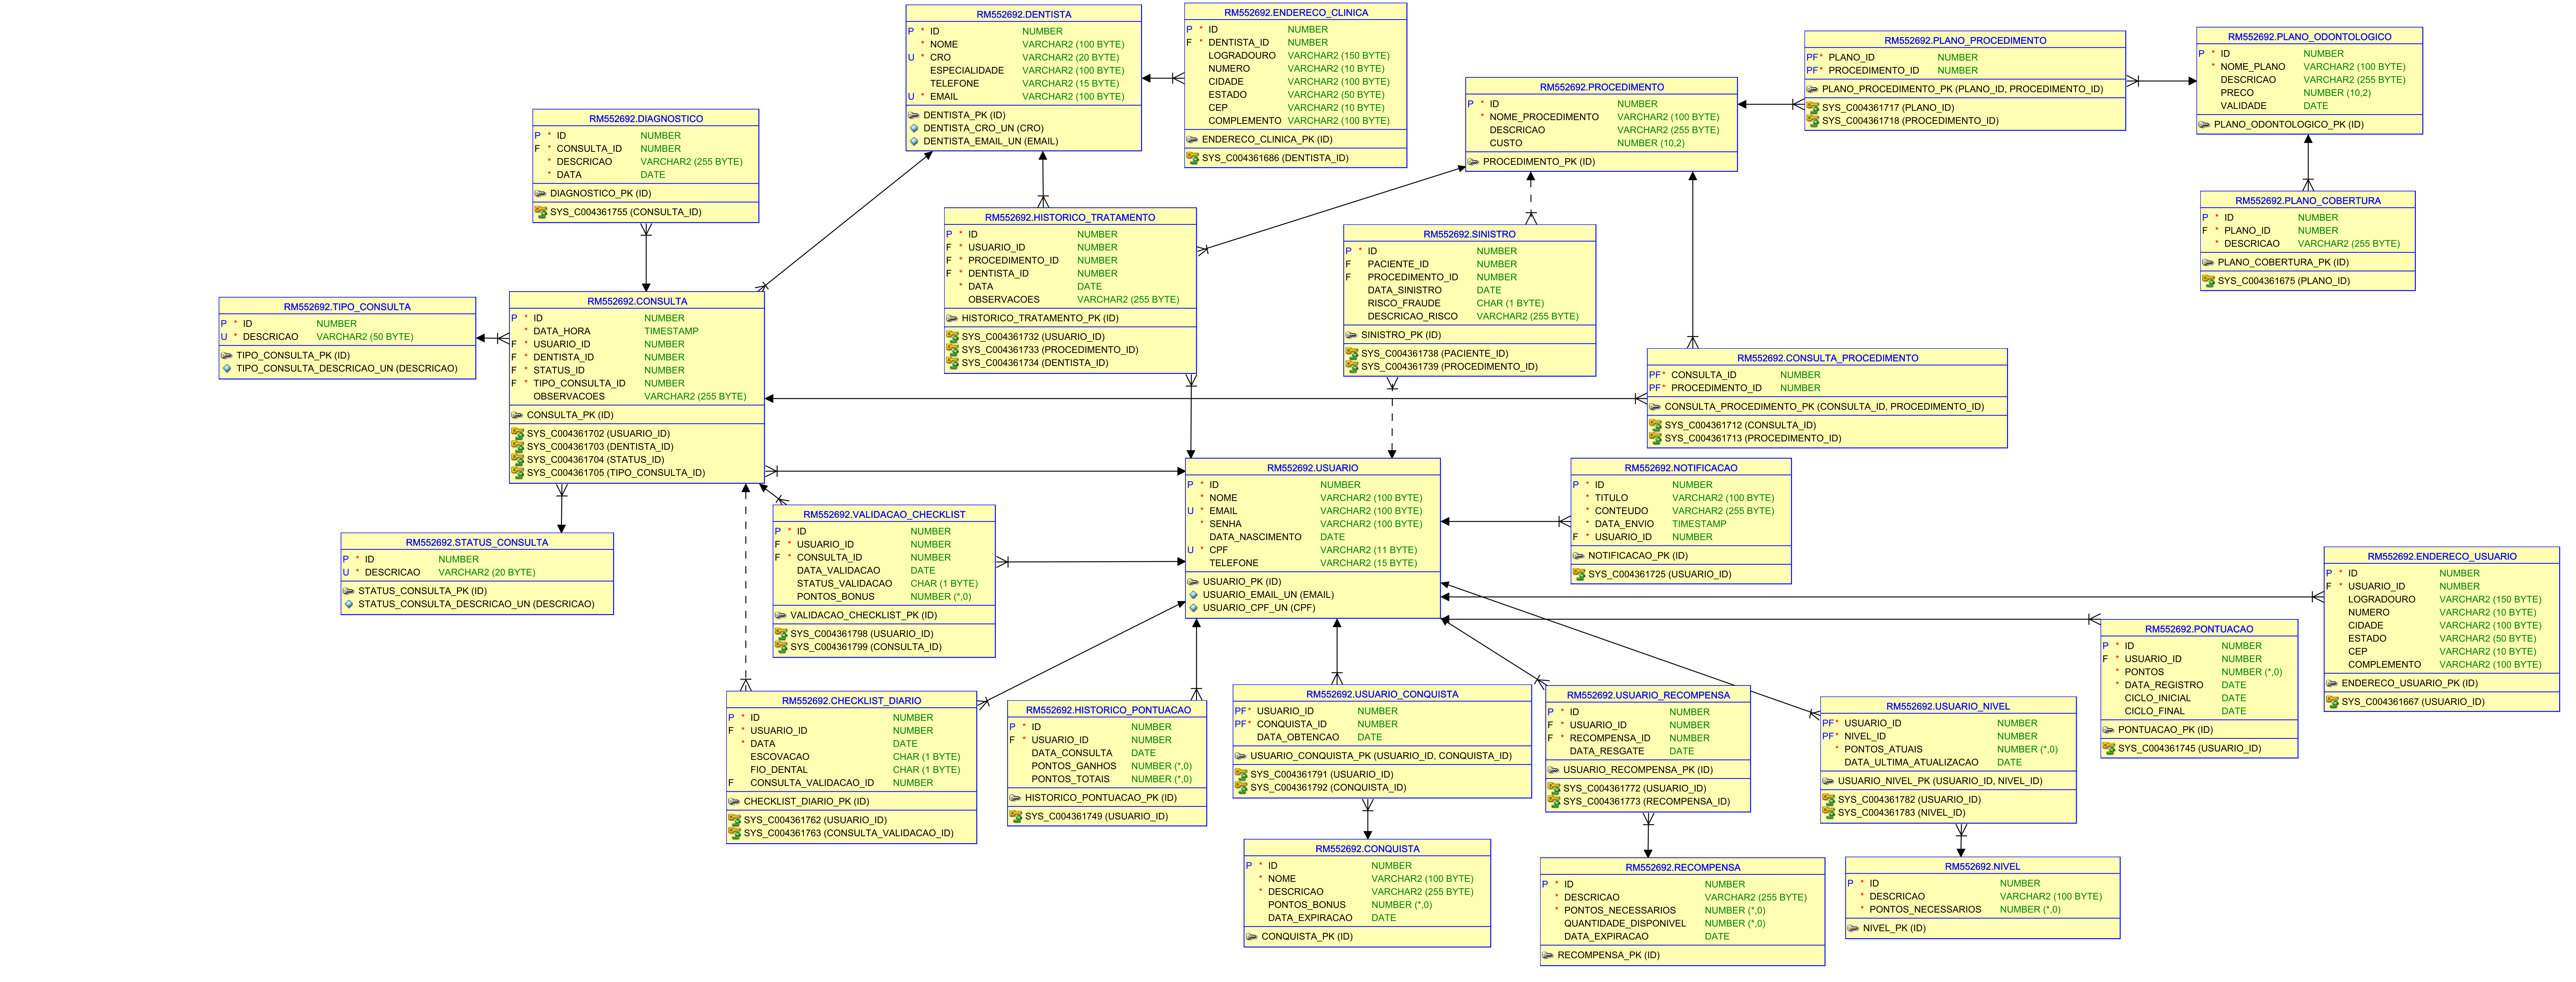 RM552692.DENTISTA
P * ID NUMBER
* NOME VARCHAR2 (100 BYTE)
U * CRO VARCHAR2 (20 BYTE)
ESPECIALIDADE VARCHAR2 (100 BYTE)
TELEFONE VARCHAR2 (15 BYTE)
U * EMAIL VARCHAR2 (100 BYTE)
DENTISTA_PK (ID)
DENTISTA_CRO_UN (CRO)
DENTISTA_EMAIL_UN (EMAIL)
RM552692.ENDERECO_CLINICA
P * ID NUMBER
F * DENTISTA_ID NUMBER
LOGRADOURO VARCHAR2 (150 BYTE)
NUMERO VARCHAR2 (10 BYTE)
CIDADE VARCHAR2 (100 BYTE)
ESTADO VARCHAR2 (50 BYTE)
CEP VARCHAR2 (10 BYTE)
COMPLEMENTO VARCHAR2 (100 BYTE)
ENDERECO_CLINICA_PK (ID)
SYS_C004361686 (DENTISTA_ID)
RM552692.PROCEDIMENTO
P * ID NUMBER
* NOME_PROCEDIMENTO VARCHAR2 (100 BYTE)
DESCRICAO VARCHAR2 (255 BYTE)
CUSTO NUMBER (10,2)
PROCEDIMENTO_PK (ID)
RM552692.PLANO_PROCEDIMENTO
PF* PLANO_ID NUMBER
PF* PROCEDIMENTO_ID NUMBER
PLANO_PROCEDIMENTO_PK (PLANO_ID, PROCEDIMENTO_ID)
SYS_C004361717 (PLANO_ID)
SYS_C004361718 (PROCEDIMENTO_ID)
RM552692.PLANO_ODONTOLOGICO
P * ID NUMBER
* NOME_PLANO VARCHAR2 (100 BYTE)
DESCRICAO VARCHAR2 (255 BYTE)
PRECO NUMBER (10,2)
VALIDADE DATE
PLANO_ODONTOLOGICO_PK (ID)
RM552692.DIAGNOSTICO
P * ID NUMBER
F * CONSULTA_ID NUMBER
* DESCRICAO VARCHAR2 (255 BYTE)
* DATA DATE
DIAGNOSTICO_PK (ID)
SYS_C004361755 (CONSULTA_ID)
RM552692.HISTORICO_TRATAMENTO
P * ID NUMBER
F * USUARIO_ID NUMBER
F * PROCEDIMENTO_ID NUMBER
F * DENTISTA_ID NUMBER
* DATA DATE
OBSERVACOES VARCHAR2 (255 BYTE)
HISTORICO_TRATAMENTO_PK (ID)
SYS_C004361732 (USUARIO_ID)
SYS_C004361733 (PROCEDIMENTO_ID)
SYS_C004361734 (DENTISTA_ID)
RM552692.SINISTRO
P * ID NUMBER
F PACIENTE_ID NUMBER
F PROCEDIMENTO_ID NUMBER
DATA_SINISTRO DATE
RISCO_FRAUDE CHAR (1 BYTE)
DESCRICAO_RISCO VARCHAR2 (255 BYTE)
SINISTRO_PK (ID)
SYS_C004361738 (PACIENTE_ID)
SYS_C004361739 (PROCEDIMENTO_ID)
RM552692.PLANO_COBERTURA
P * ID NUMBER
F * PLANO_ID NUMBER
* DESCRICAO VARCHAR2 (255 BYTE)
PLANO_COBERTURA_PK (ID)
SYS_C004361675 (PLANO_ID)
RM552692.TIPO_CONSULTA
P * ID NUMBER
U * DESCRICAO VARCHAR2 (50 BYTE)
TIPO_CONSULTA_PK (ID)
TIPO_CONSULTA_DESCRICAO_UN (DESCRICAO)
RM552692.CONSULTA
P * ID NUMBER
* DATA_HORA TIMESTAMP
F * USUARIO_ID NUMBER
F * DENTISTA_ID NUMBER
F * STATUS_ID NUMBER
F * TIPO_CONSULTA_ID NUMBER
OBSERVACOES VARCHAR2 (255 BYTE)
CONSULTA_PK (ID)
SYS_C004361702 (USUARIO_ID)
SYS_C004361703 (DENTISTA_ID)
SYS_C004361704 (STATUS_ID)
SYS_C004361705 (TIPO_CONSULTA_ID)
RM552692.CONSULTA_PROCEDIMENTO
PF* CONSULTA_ID NUMBER
PF* PROCEDIMENTO_ID NUMBER
CONSULTA_PROCEDIMENTO_PK (CONSULTA_ID, PROCEDIMENTO_ID)
SYS_C004361712 (CONSULTA_ID)
SYS_C004361713 (PROCEDIMENTO_ID)
RM552692.STATUS_CONSULTA
P * ID NUMBER
U * DESCRICAO VARCHAR2 (20 BYTE)
STATUS_CONSULTA_PK (ID)
STATUS_CONSULTA_DESCRICAO_UN (DESCRICAO)
RM552692.VALIDACAO_CHECKLIST
P * ID NUMBER
F * USUARIO_ID NUMBER
F * CONSULTA_ID NUMBER
DATA_VALIDACAO DATE
STATUS_VALIDACAO CHAR (1 BYTE)
PONTOS_BONUS NUMBER (*,0)
VALIDACAO_CHECKLIST_PK (ID)
SYS_C004361798 (USUARIO_ID)
SYS_C004361799 (CONSULTA_ID)
RM552692.USUARIO
P * ID NUMBER
* NOME VARCHAR2 (100 BYTE)
U * EMAIL VARCHAR2 (100 BYTE)
* SENHA VARCHAR2 (100 BYTE)
DATA_NASCIMENTO DATE
U * CPF VARCHAR2 (11 BYTE)
TELEFONE VARCHAR2 (15 BYTE)
USUARIO_PK (ID)
USUARIO_EMAIL_UN (EMAIL)
USUARIO_CPF_UN (CPF)
RM552692.NOTIFICACAO
P * ID NUMBER
* TITULO VARCHAR2 (100 BYTE)
* CONTEUDO VARCHAR2 (255 BYTE)
* DATA_ENVIO TIMESTAMP
F * USUARIO_ID NUMBER
NOTIFICACAO_PK (ID)
SYS_C004361725 (USUARIO_ID)
RM552692.ENDERECO_USUARIO
P * ID NUMBER
F * USUARIO_ID NUMBER
LOGRADOURO VARCHAR2 (150 BYTE)
NUMERO VARCHAR2 (10 BYTE)
CIDADE VARCHAR2 (100 BYTE)
ESTADO VARCHAR2 (50 BYTE)
CEP VARCHAR2 (10 BYTE)
COMPLEMENTO VARCHAR2 (100 BYTE)
ENDERECO_USUARIO_PK (ID)
SYS_C004361667 (USUARIO_ID)
RM552692.PONTUACAO
P * ID NUMBER
F * USUARIO_ID NUMBER
* PONTOS NUMBER (*,0)
* DATA_REGISTRO DATE
CICLO_INICIAL DATE
CICLO_FINAL DATE
PONTUACAO_PK (ID)
SYS_C004361745 (USUARIO_ID)
RM552692.CHECKLIST_DIARIO
P * ID NUMBER
F * USUARIO_ID NUMBER
* DATA DATE
ESCOVACAO CHAR (1 BYTE)
FIO_DENTAL CHAR (1 BYTE)
F CONSULTA_VALIDACAO_ID NUMBER
CHECKLIST_DIARIO_PK (ID)
SYS_C004361762 (USUARIO_ID)
SYS_C004361763 (CONSULTA_VALIDACAO_ID)
RM552692.HISTORICO_PONTUACAO
P * ID NUMBER
F * USUARIO_ID NUMBER
DATA_CONSULTA DATE
PONTOS_GANHOS NUMBER (*,0)
PONTOS_TOTAIS NUMBER (*,0)
HISTORICO_PONTUACAO_PK (ID)
SYS_C004361749 (USUARIO_ID)
RM552692.USUARIO_CONQUISTA
PF* USUARIO_ID NUMBER
PF* CONQUISTA_ID NUMBER
DATA_OBTENCAO DATE
USUARIO_CONQUISTA_PK (USUARIO_ID, CONQUISTA_ID)
SYS_C004361791 (USUARIO_ID)
SYS_C004361792 (CONQUISTA_ID)
RM552692.USUARIO_RECOMPENSA
P * ID NUMBER
F * USUARIO_ID NUMBER
F * RECOMPENSA_ID NUMBER
DATA_RESGATE DATE
USUARIO_RECOMPENSA_PK (ID)
SYS_C004361772 (USUARIO_ID)
SYS_C004361773 (RECOMPENSA_ID)
RM552692.USUARIO_NIVEL
PF* USUARIO_ID NUMBER
PF* NIVEL_ID NUMBER
* PONTOS_ATUAIS NUMBER (*,0)
DATA_ULTIMA_ATUALIZACAO DATE
USUARIO_NIVEL_PK (USUARIO_ID, NIVEL_ID)
SYS_C004361782 (USUARIO_ID)
SYS_C004361783 (NIVEL_ID)
RM552692.CONQUISTA
P * ID NUMBER
* NOME VARCHAR2 (100 BYTE)
* DESCRICAO VARCHAR2 (255 BYTE)
PONTOS_BONUS NUMBER (*,0)
DATA_EXPIRACAO DATE
CONQUISTA_PK (ID)
RM552692.RECOMPENSA
P * ID NUMBER
* DESCRICAO VARCHAR2 (255 BYTE)
* PONTOS_NECESSARIOS NUMBER (*,0)
QUANTIDADE_DISPONIVEL NUMBER (*,0)
DATA_EXPIRACAO DATE
RECOMPENSA_PK (ID)
RM552692.NIVEL
P * ID NUMBER
* DESCRICAO VARCHAR2 (100 BYTE)
* PONTOS_NECESSARIOS NUMBER (*,0)
NIVEL_PK (ID)